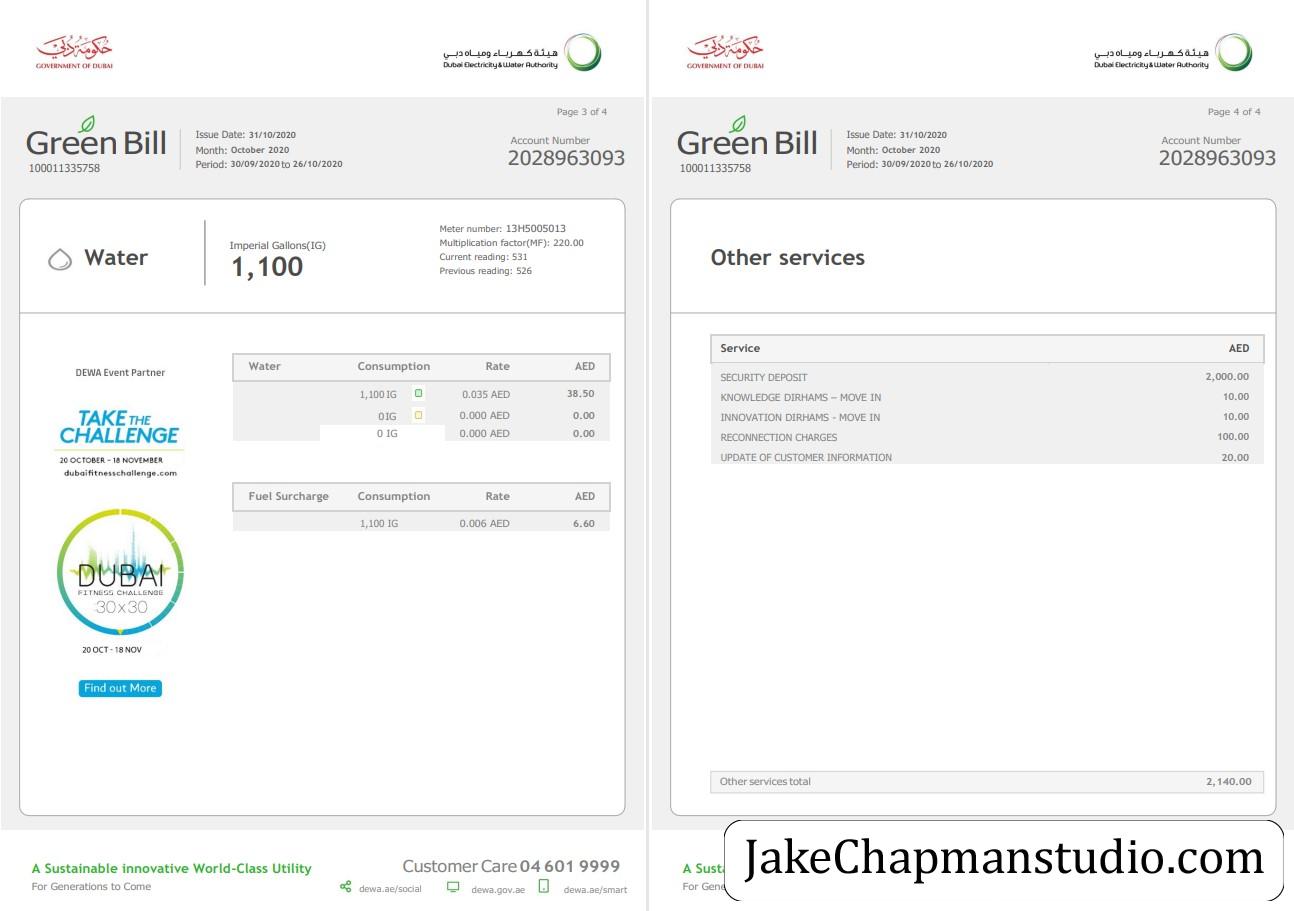 حكومة دبي
GOVERNMENT OF DUBAI
هيئة كهرباء ومياه دبي
Dubai Electricity & Water Authority
Page 3 of 4
Green Bill
100011335758
Issue Date: 31/10/2020
Month: October 2020
Period: 30/09/2020 to 26/10/2020
Account Number
2028963093
Water
Imperial Gallons(IG)
1,100
Meter number: 13H5005013
Multiplication factor(MF): 220.00
Current reading: 531
Previous reading: 526
DEWA Event Partner
TAKE THE
CHALLENGE
20 OCTOBER - 18 NOVEMBER
dubaifitnesschallenge.com
DUBAI
FITNESS CHALLENGE
30x30
20 OCT - 18 NOV
Find out More
Water Consumption Rate AED
1,100 IG 0.035 AED 38.50
0 IG 0.000 AED 0.00
0 IG 0.000 AED 0.00
Fuel Surcharge Consumption Rate AED
1,100 IG 0.006 AED 6.60
A Sustainable innovative World-Class Utility
For Generations to Come
Customer Care 04 601 9999
dewa.ae/social dewa.gov.ae dewa.ae/smart
حكومة دبي
GOVERNMENT OF DUBAI
هيئة كهرباء ومياه دبي
Dubai Electricity & Water Authority
Page 4 of 4
Green Bill
100011335758
Issue Date: 31/10/2020
Month: October 2020
Period: 30/09/2020 to 26/10/2020
Account Number
2028963093
Other services
Service AED
SECURITY DEPOSIT 2,000.00
KNOWLEDGE DIRHAMS – MOVE IN 10.00
INNOVATION DIRHAMS - MOVE IN 10.00
RECONNECTION CHARGES 100.00
UPDATE OF CUSTOMER INFORMATION 20.00
Other services total 2,140.00
A Susta
For Gene
JakeChapmanstudio.com